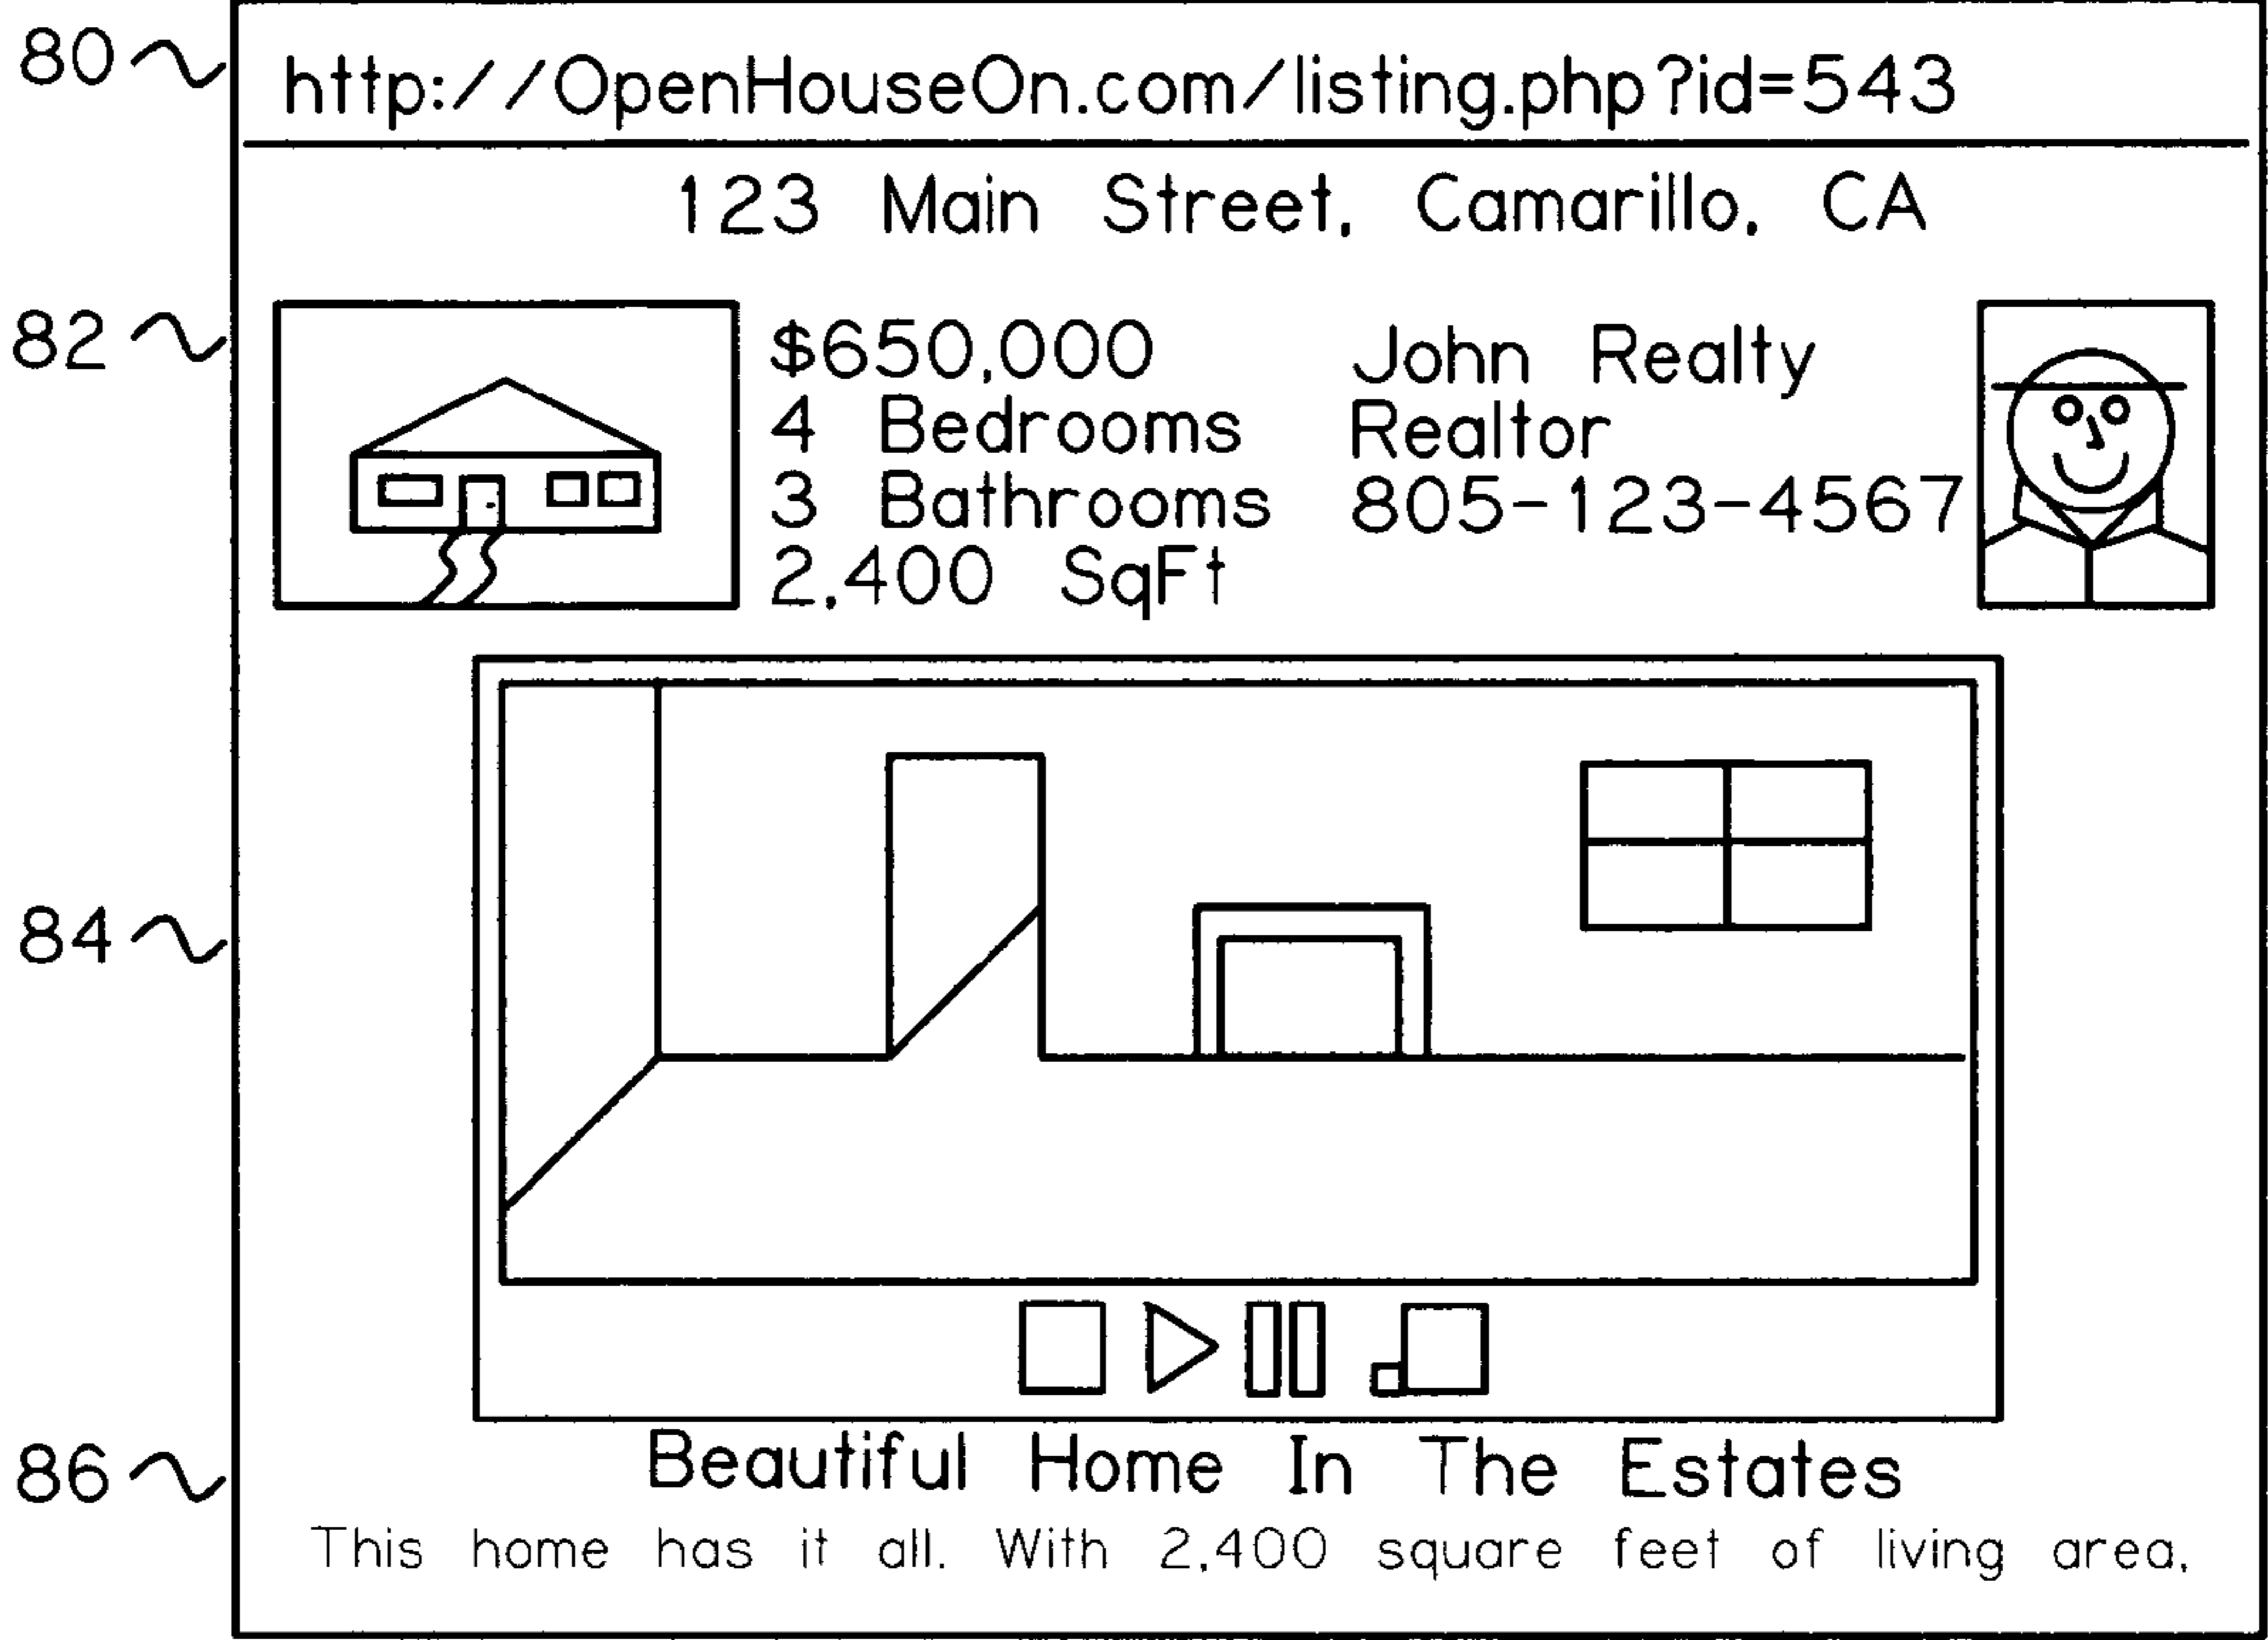 80
http://OpenHouseOn.com/listing.php?id=543
123 Main Street, Camarillo, CA
82
$650,000
4 Bedrooms
3 Bathrooms
2,400 SqFt
John Realty
Realtor
805-123-4567
84
86
Beautiful Home In The Estates
This home has it all. With 2,400 square feet of living area,